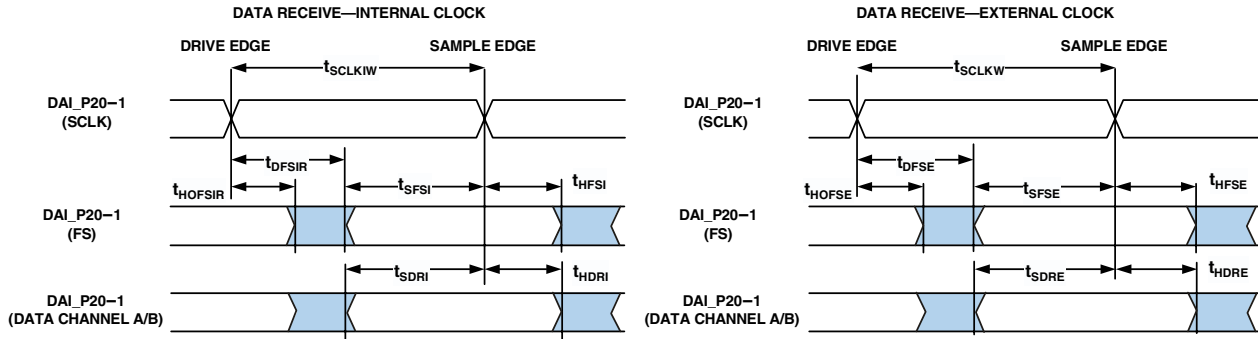 DATA RECEIVE—INTERNAL CLOCK
DRIVE EDGE
SAMPLE EDGE
tSCLKIW
DAI_P20–1
(SCLK)
tDFSIR
tHOFSIR
tSFSI
tHFSI
DAI_P20–1
(FS)
tSDRI
tHDRI
DAI_P20–1
(DATA CHANNEL A/B)
DATA RECEIVE—EXTERNAL CLOCK
DRIVE EDGE
SAMPLE EDGE
tSCLKW
DAI_P20–1
(SCLK)
tDFSE
tHOFSE
tSFSE
tHFSE
DAI_P20–1
(FS)
tSDRE
tHDRE
DAI_P20–1
(DATA CHANNEL A/B)